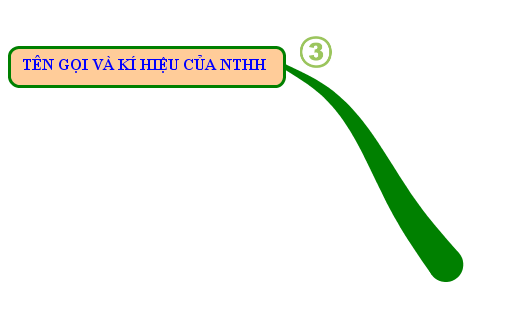 TÊN GỌI VÀ KÍ HIỆU CỦA NTHH
3